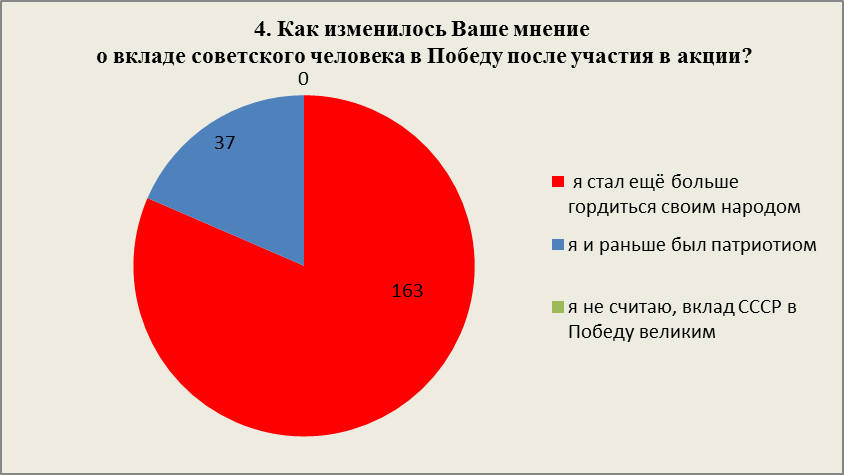 4. Как изменилось Ваше мнение
о вкладе советского человека в Победу после участия в акции?
0
37
163
я стал ещё больше
гордиться своим народом
я и раньше был патриотиом
я не считаю, вклад СССР в
Победу великим